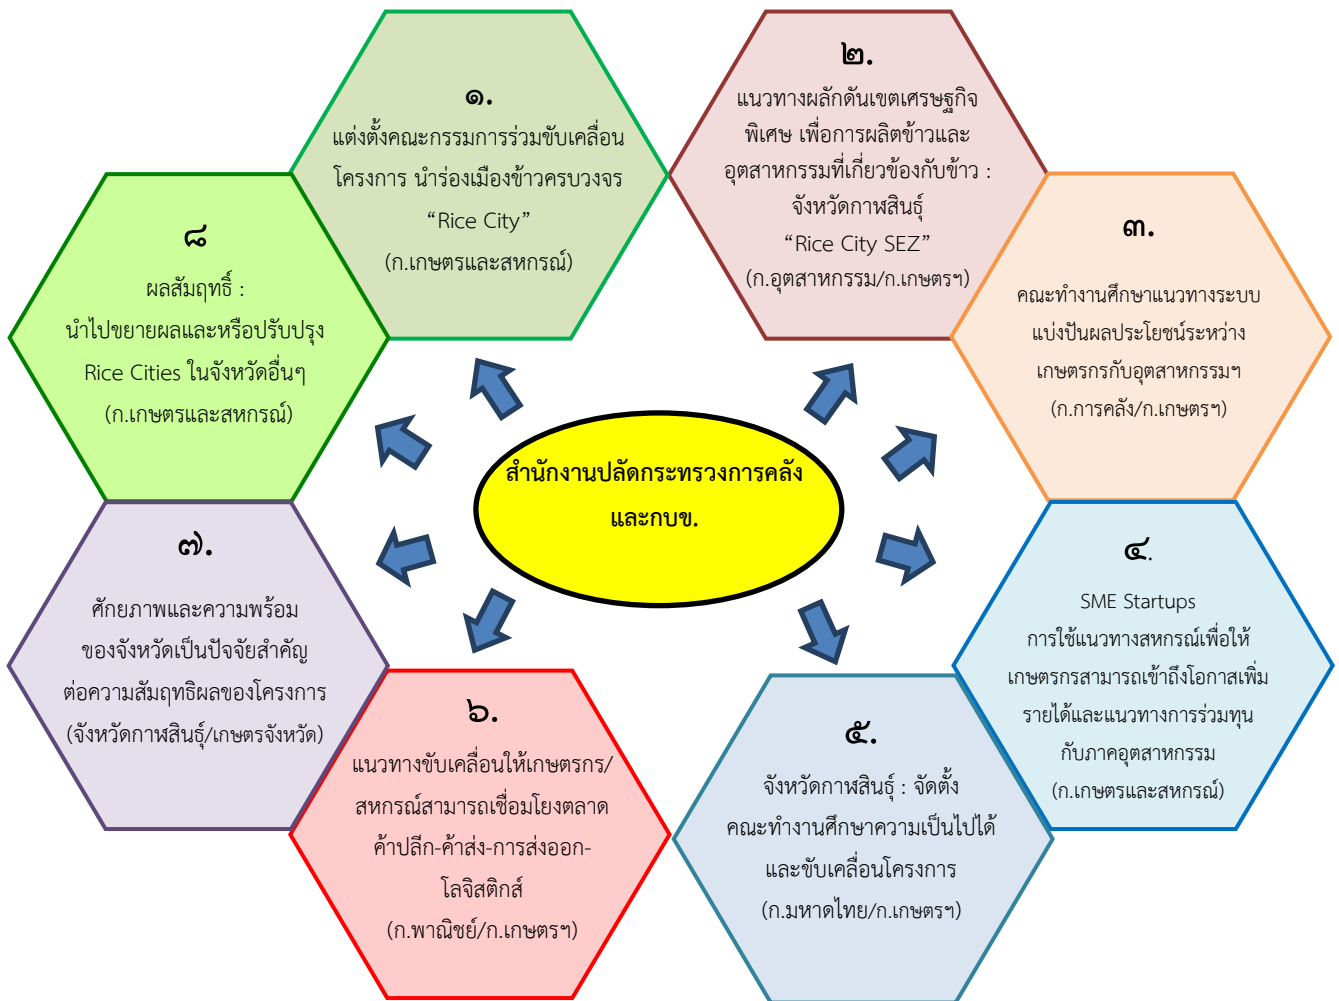 ๑.
แต่งตั้งคณะกรรมการร่วมขับเคลื่อน
โครงการ นำร่องเมืองข้าวครบวงจร
“Rice City”
(ก.เกษตรและสหกรณ์)
๒.
แนวทางผลักดันเขตเศรษฐกิจ
พิเศษ เพื่อการผลิตข้าวและ
อุตสาหกรรมที่เกี่ยวข้องกับข้าว :
จังหวัดกาฬสินธุ์
“Rice City SEZ”
(ก.อุตสาหกรรม/ก.เกษตรฯ)
๓.
คณะทำงานศึกษาแนวทางระบบ
แบ่งปันผลประโยชน์ระหว่าง
เกษตรกรกับอุตสาหกรรมฯ
(ก.การคลัง/ก.เกษตรฯ)
๔.
SME Startups
การใช้แนวทางสหกรณ์เพื่อให้
เกษตรกรสามารถเข้าถึงโอกาสเพิ่ม
รายได้และแนวทางการร่วมทุน
กับภาคอุตสาหกรรม
(ก.เกษตรและสหกรณ์)
๕.
จังหวัดกาฬสินธุ์ : จัดตั้ง
คณะทำงานศึกษาความเป็นไปได้
และขับเคลื่อนโครงการ
(ก.มหาดไทย/ก.เกษตรฯ)
๖.
แนวทางขับเคลื่อนให้เกษตรกร/
สหกรณ์สามารถเชื่อมโยงตลาด
ค้าปลีก-ค้าส่ง-การส่งออก-
โลจิสติกส์
(ก.พาณิชย์/ก.เกษตรฯ)
๗.
ศักยภาพและความพร้อม
ของจังหวัดเป็นปัจจัยสำคัญ
ต่อความสัมฤทธิผลของโครงการ
(จังหวัดกาฬสินธุ์/เกษตรจังหวัด)
๘
ผลสัมฤทธิ์ :
นำไปขยายผลและหรือปรับปรุง
Rice Cities ในจังหวัดอื่นๆ
(ก.เกษตรและสหกรณ์)
สำนักงานปลัดกระทรวงการคลัง
และกบข.